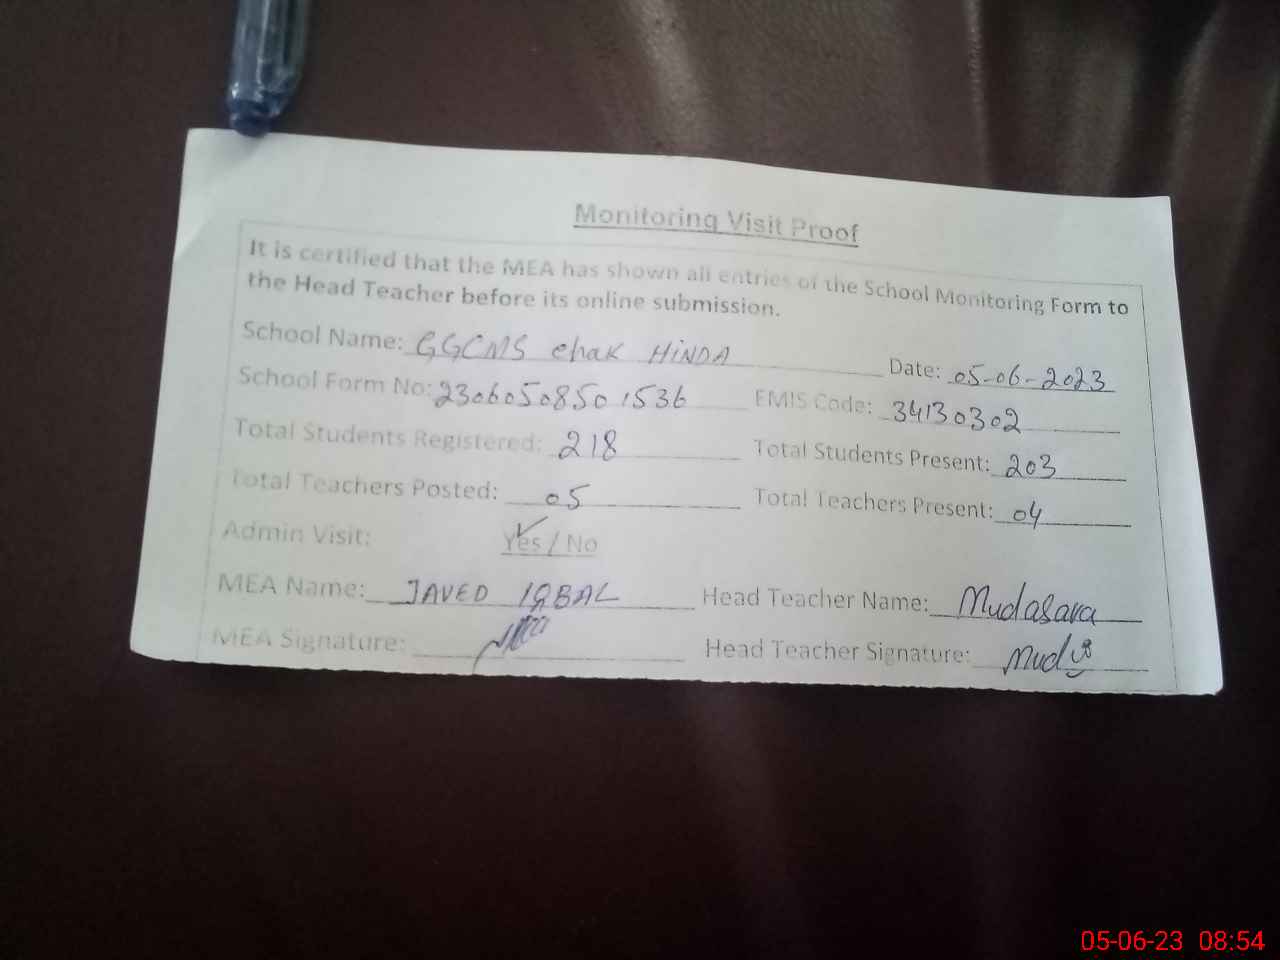 Monitoring Visit Proof
It is certified that the MEA has shown all entries of the School Monitoring Form to
the Head Teacher before its online submission.
School Name: GGCMS chak HINDA Date: 05-06-2023
School Form No: 2306050850 1536 EMIS Code: 34130302
Total Students Registered: 218 Total Students Present: 203
Total Teachers Posted: 05 Total Teachers Present: 04
Admin Visit: Yes / No
MEA Name: JAVED IQBAL Head Teacher Name: Mudasara
MEA Signature: Head Teacher Signature:
05-06-23 08:54